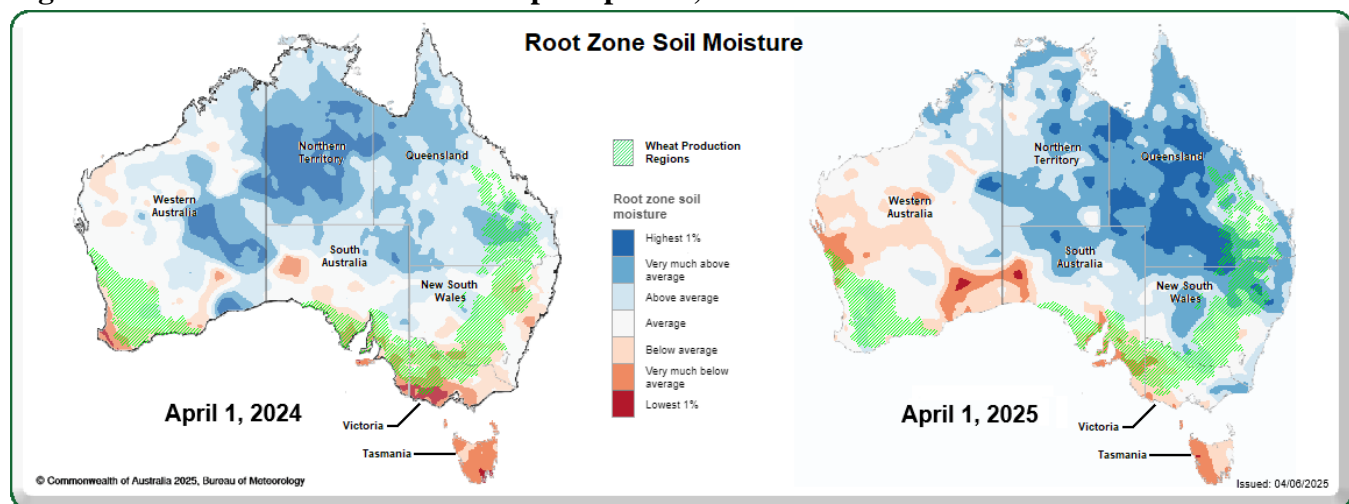 Root Zone Soil Moisture
Northern
Territory
Queensland
Western
Australia
South
Australia
New South
Wales
April 1, 2024
Victoria
Tasmania
© Commonwealth of Australia 2025, Bureau of Meteorology
Wheat Production
Regions
Root zone soil
moisture
Highest 1%
Very much above
average
Above average
Average
Below average
Very much below
average
Lowest 1%
Northern
Territory
Queensland
Western
Australia
South
Australia
New South
Wales
April 1, 2025
Victoria
Tasmania
Issued: 04/06/2025